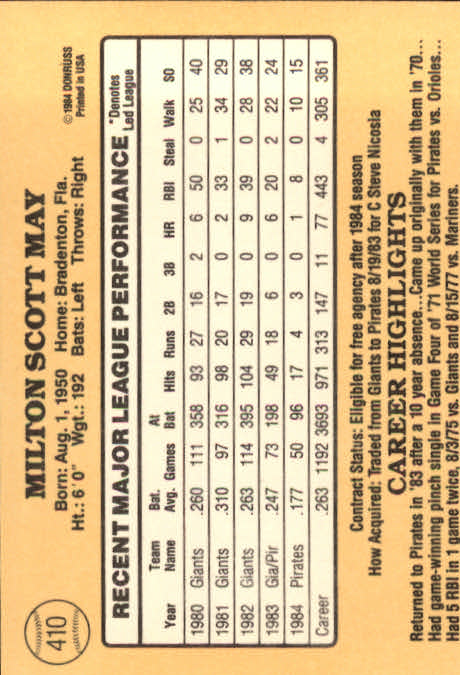 410
MILTON SCOTT MAY
© 1984 DONRUSS
Printed in USA
Born: Aug. 1, 1950 Home: Bradenton, Fla.
Ht.: 6'0" Wgt.: 192 Bats: Left Throws: Right
RECENT MAJOR LEAGUE PERFORMANCE *Denotes Led League
Year Team Name Bat. Avg. Games At Bat Hits Runs 2B 3B HR RBI Steal Walk SO
1980 Giants .260 111 358 93 27 16 2 6 50 0 25 40
1981 Giants .310 97 316 98 20 17 0 2 33 1 34 29
1982 Giants .263 114 395 104 29 19 0 9 39 0 28 38
1983 Gia/Pir .247 73 198 49 18 6 0 6 20 2 22 24
1984 Pirates .177 50 96 17 4 3 0 1 8 0 10 15
Career .263 1192 3693 971 313 147 11 77 443 4 305 361
Contract Status: Eligible for free agency after 1984 season
How Acquired: Traded from Giants to Pirates 8/19/83 for C Steve Nicosia
CAREER HIGHLIGHTS
Returned to Pirates in '83 after a 10 year absence...Came up originally with them in '70...
Had game-winning pinch single in Game Four of '71 World Series for Pirates vs. Orioles...
Had 5 RBI in 1 game twice, 8/3/75 vs. Giants and 8/15/77 vs. Mariners.